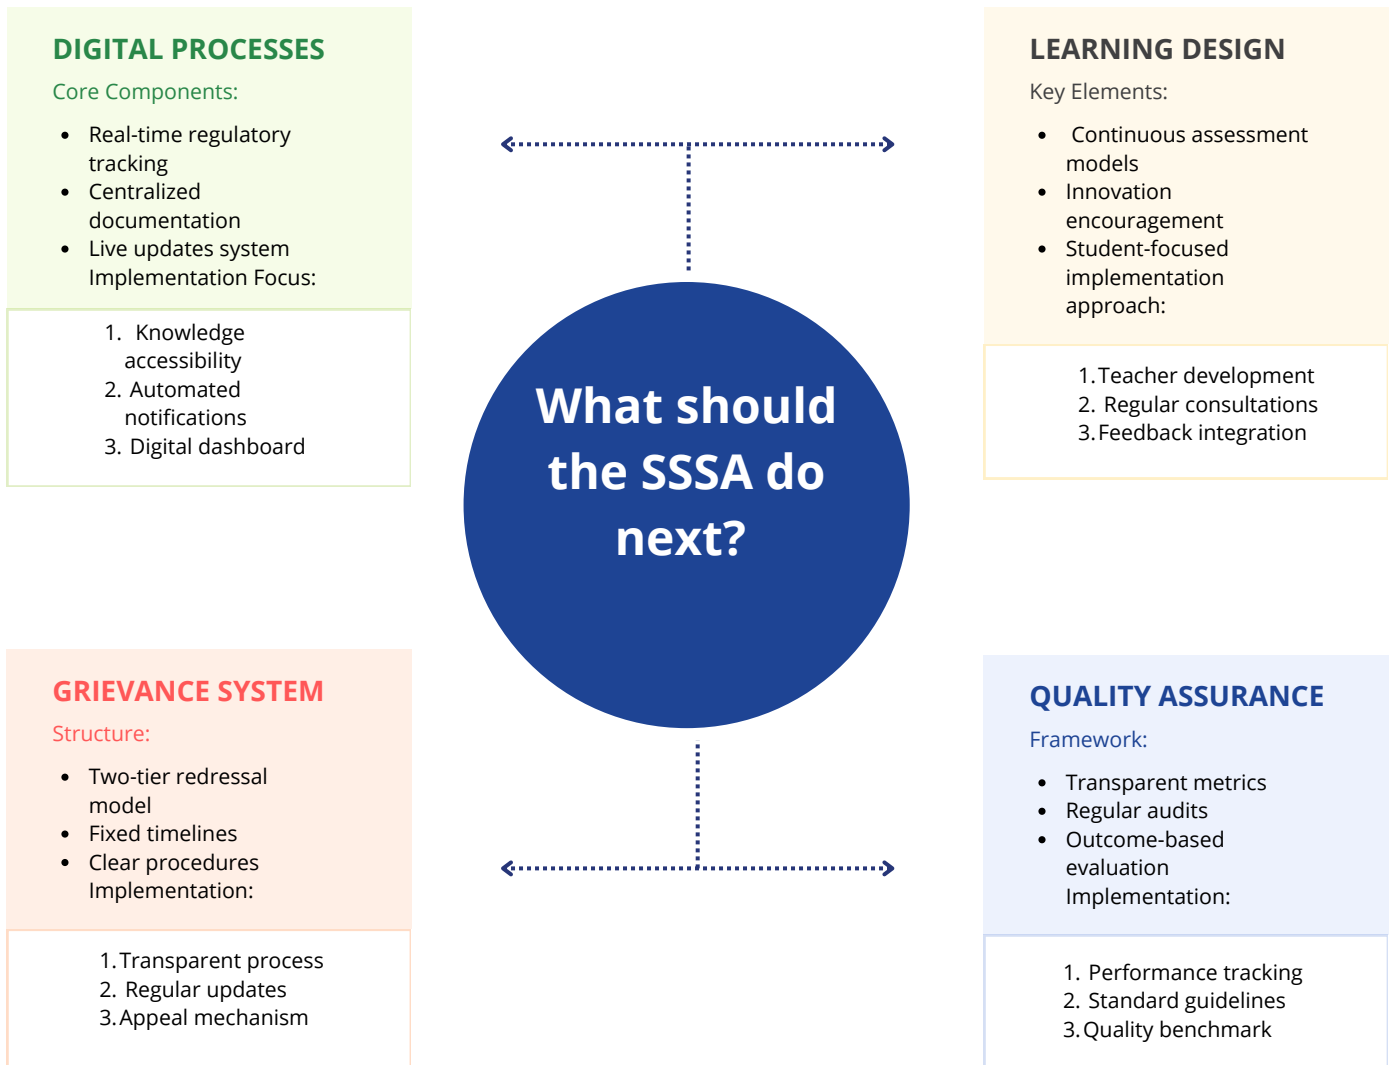 DIGITAL PROCESSES
Core Components:
• Real-time regulatory
tracking
• Centralized
documentation
• Live updates system
Implementation Focus:
1. Knowledge
accessibility
2. Automated
notifications
3. Digital dashboard
LEARNING DESIGN
Key Elements:
• Continuous assessment
models
• Innovation
encouragement
• Student-focused
implementation
approach:
1. Teacher development
2. Regular consultations
3. Feedback integration
What should
the SSSA do
next?
GRIEVANCE SYSTEM
Structure:
• Two-tier redressal
model
• Fixed timelines
• Clear procedures
Implementation:
1. Transparent process
2. Regular updates
3. Appeal mechanism
QUALITY ASSURANCE
Framework:
• Transparent metrics
• Regular audits
• Outcome-based
evaluation
Implementation:
1. Performance tracking
2. Standard guidelines
3. Quality benchmark